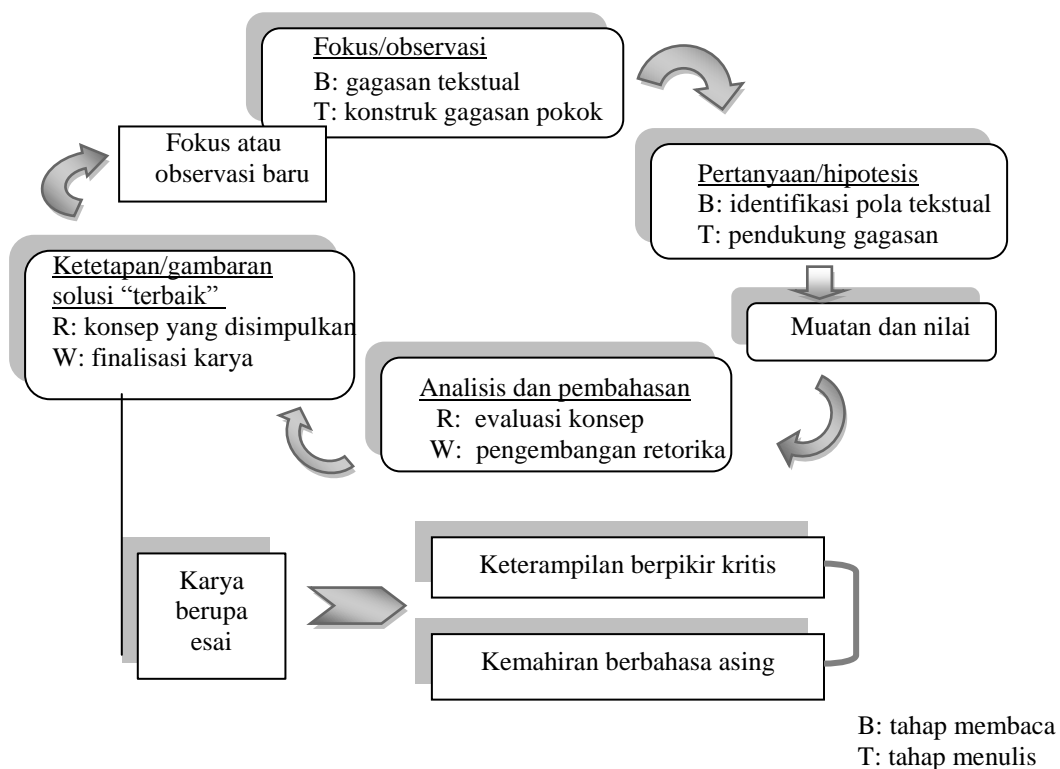 Fokus/observasi
B: gagasan tekstual
T: konstruk gagasan pokok
Fokus atau
observasi baru
Pertanyaan/hipotesis
B: identifikasi pola tekstual
T: pendukung gagasan
Muatan dan nilai
Ketetapan/gambaran
solusi “terbaik”
R: konsep yang disimpulkan
W: finalisasi karya
Analisis dan pembahasan
R: evaluasi konsep
W: pengembangan retorika
Karya
berupa
esai
Keterampilan berpikir kritis
Kemahiran berbahasa asing
B: tahap membaca
T: tahap menulis